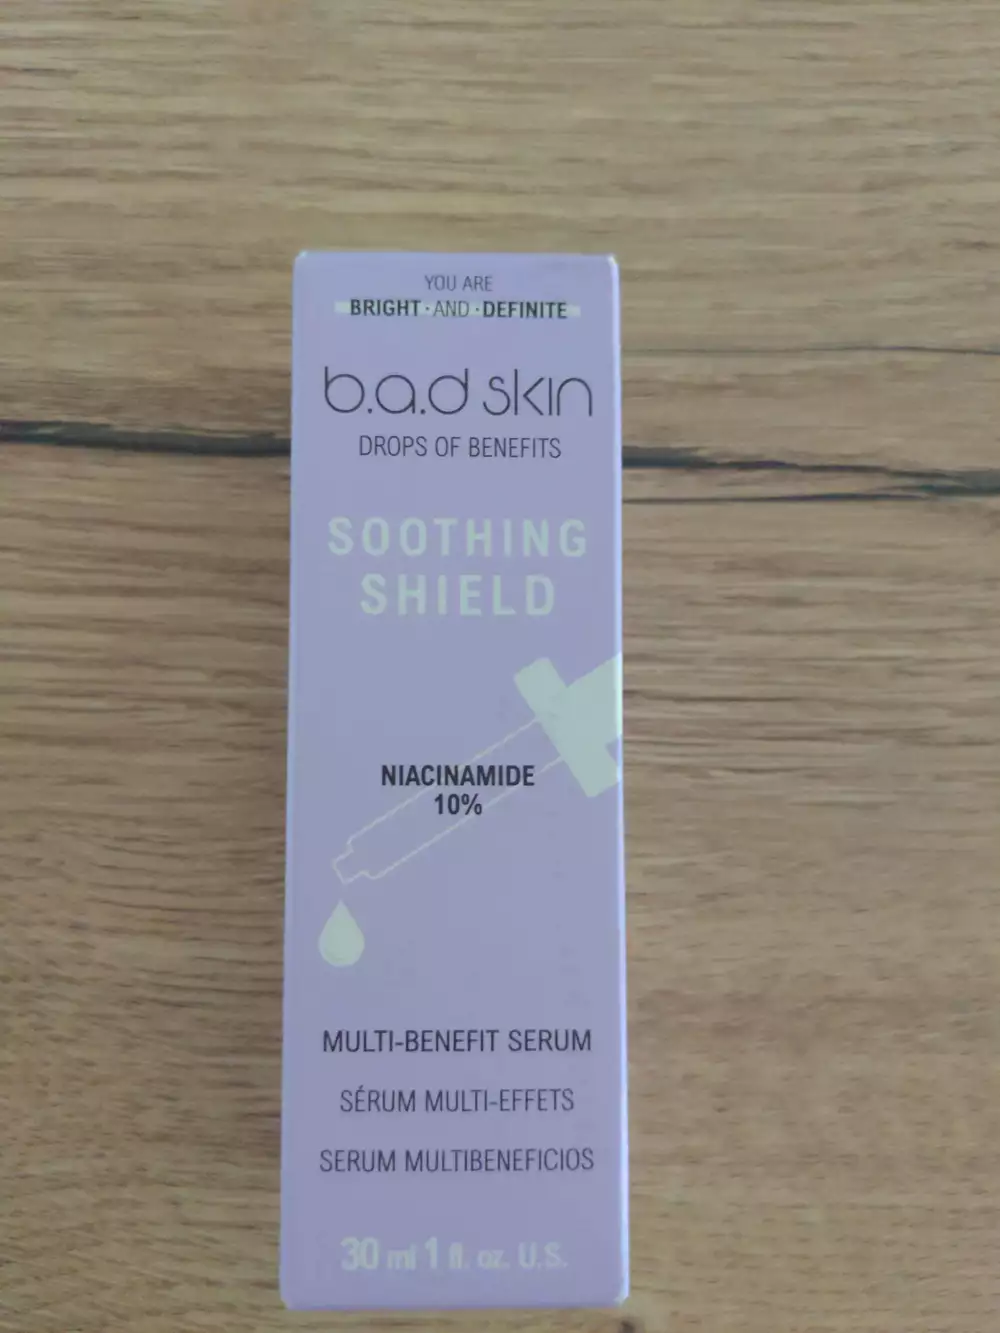 YOU ARE
BRIGHT · AND · DEFINITE
b.a.d skin
DROPS OF BENEFITS
SOOTHING
SHIELD
NIACINAMIDE
10%
MULTI-BENEFIT SERUM
SÉRUM MULTI-EFFETS
SERUM MULTIBENEFICIOS
30 ml 1 fl. oz. U.S.